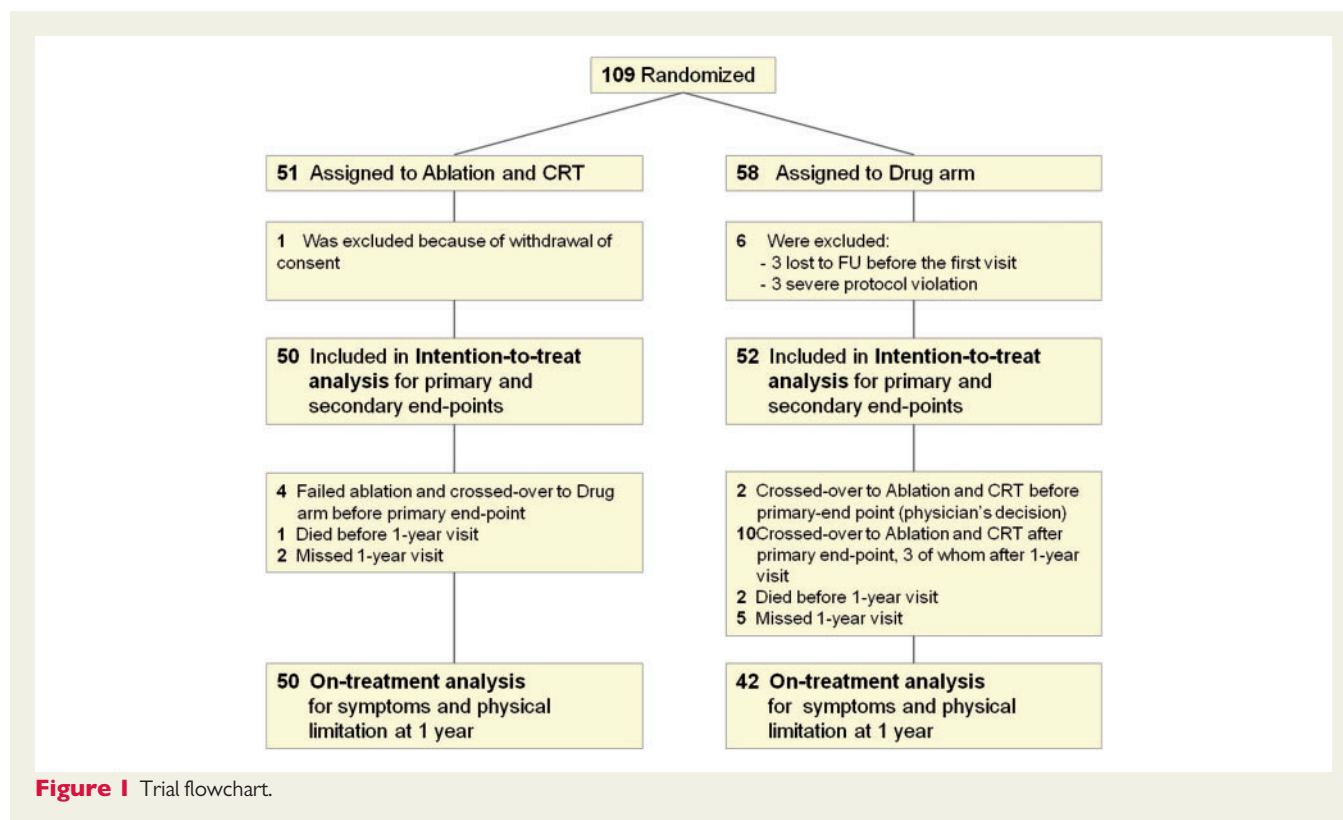 109 Randomized
51 Assigned to Ablation and CRT
58 Assigned to Drug arm
1 Was excluded because of withdrawal of
consent
6 Were excluded:
- 3 lost to FU before the first visit
- 3 severe protocol violation
50 Included in Intention-to-treat
analysis for primary and
secondary end-points
52 Included in Intention-to-treat
analysis for primary and
secondary end-points
4 Failed ablation and crossed-over to Drug
arm before primary end-point
1 Died before 1-year visit
2 Missed 1-year visit
2 Crossed-over to Ablation and CRT before
primary-end point (physician's decision)
10Crossed-over to Ablation and CRT after
primary end-point, 3 of whom after 1-year
visit
2 Died before 1-year visit
5 Missed 1-year visit
50 On-treatment analysis
for symptoms and physical
limitation at 1 year
42 On-treatment analysis
for symptoms and physical
limitation at 1 year
Figure 1 Trial flowchart.